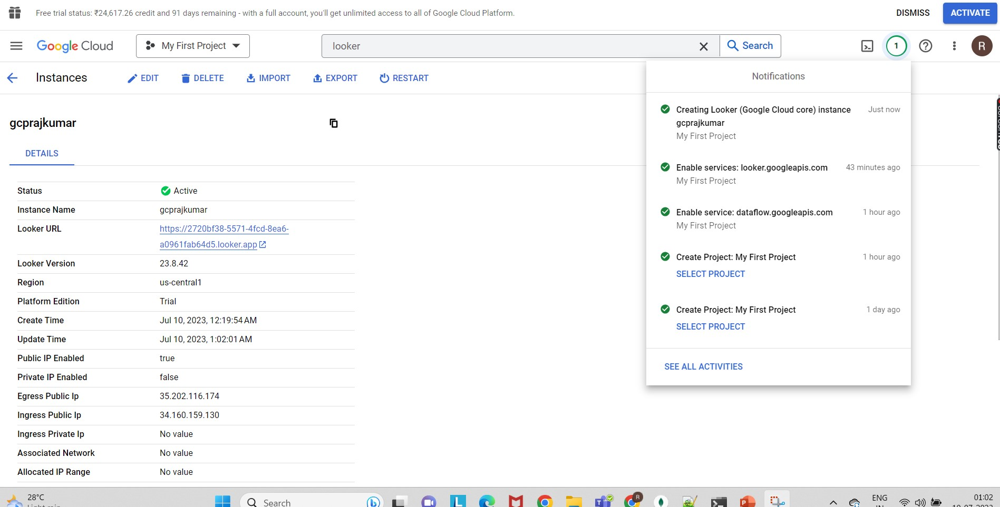 Free trial status: ₹24,617.26 credit and 91 days remaining - with a full account, you'll get unlimited access to all of Google Cloud Platform.
DISMISS
ACTIVATE
Google Cloud
My First Project
looker
Search
1
R
Instances
EDIT
DELETE
IMPORT
EXPORT
RESTART
gcprajkumar
DETAILS
Status Active
Instance Name gcprajkumar
Looker URL https://2720bf38-5571-4fcd-8ea6-
a0961fab64d5.looker.app
Looker Version 23.8.42
Region us-central1
Platform Edition Trial
Create Time Jul 10, 2023, 12:19:54 AM
Update Time Jul 10, 2023, 1:02:01 AM
Public IP Enabled true
Private IP Enabled false
Egress Public Ip 35.202.116.174
Ingress Public Ip 34.160.159.130
Ingress Private Ip No value
Associated Network No value
Allocated IP Range No value
Notifications
Creating Looker (Google Cloud core) instance Just now
gcprajkumar
My First Project
Enable services: looker.googleapis.com 43 minutes ago
My First Project
Enable service: dataflow.googleapis.com 1 hour ago
My First Project
Create Project: My First Project 1 hour ago
SELECT PROJECT
Create Project: My First Project 1 day ago
SELECT PROJECT
SEE ALL ACTIVITIES
28°C
Search
R
ENG
01:02